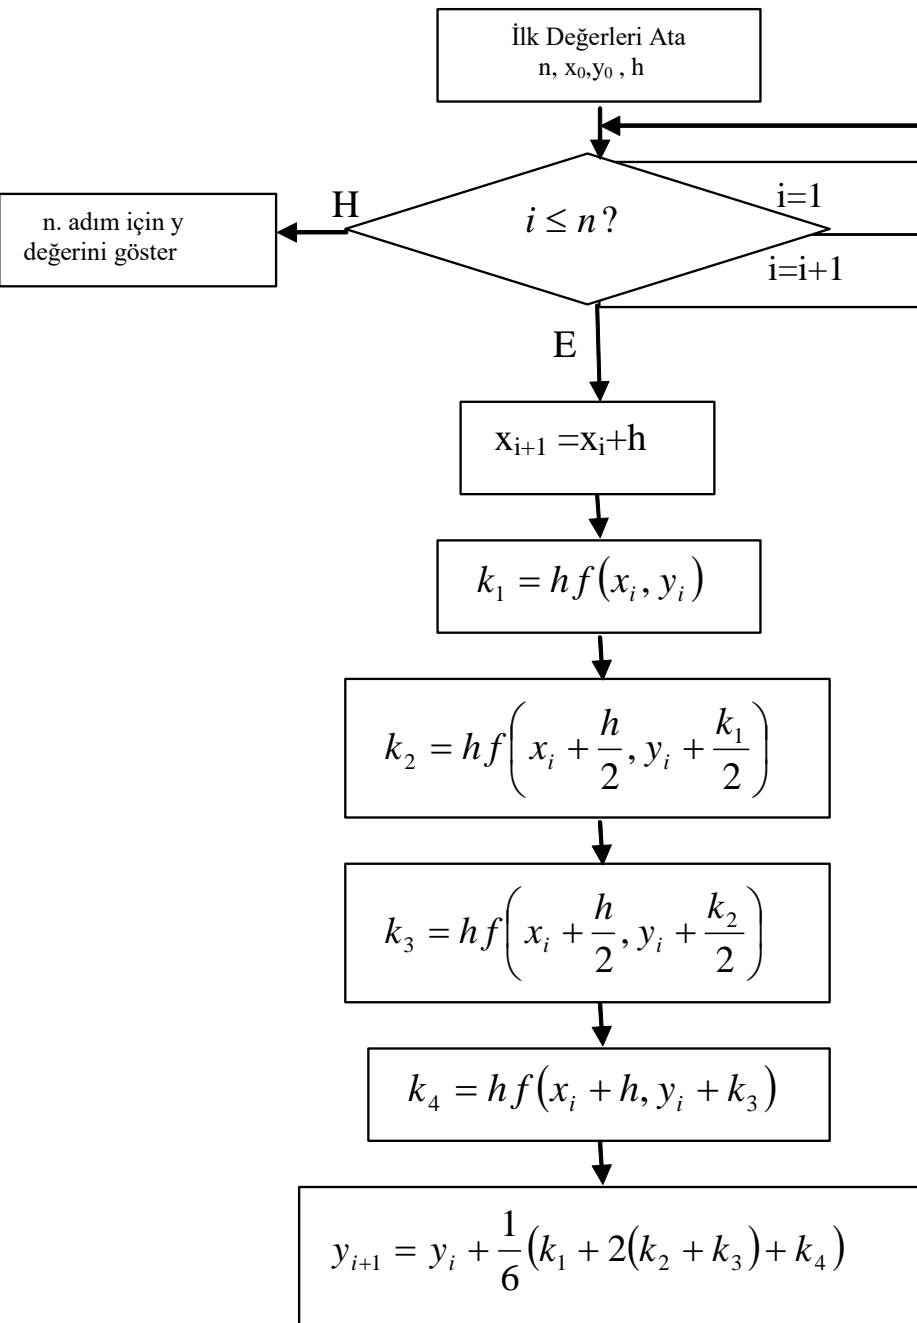 İlk Değerleri Ata
n, x₀,y₀ , h
H
i ≤ n?
i=1
n. adım için y
değerini göster
i=i+1
E
xᵢ₊₁ =xᵢ+h
k₁ = hf(xᵢ, yᵢ)
k₂ = hf(xᵢ + h/2, yᵢ + k₁/2)
k₃ = hf(xᵢ + h/2, yᵢ + k₂/2)
k₄ = hf(xᵢ + h, yᵢ + k₃)
yᵢ₊₁ = yᵢ + 1/6(k₁ + 2(k₂ + k₃) + k₄)